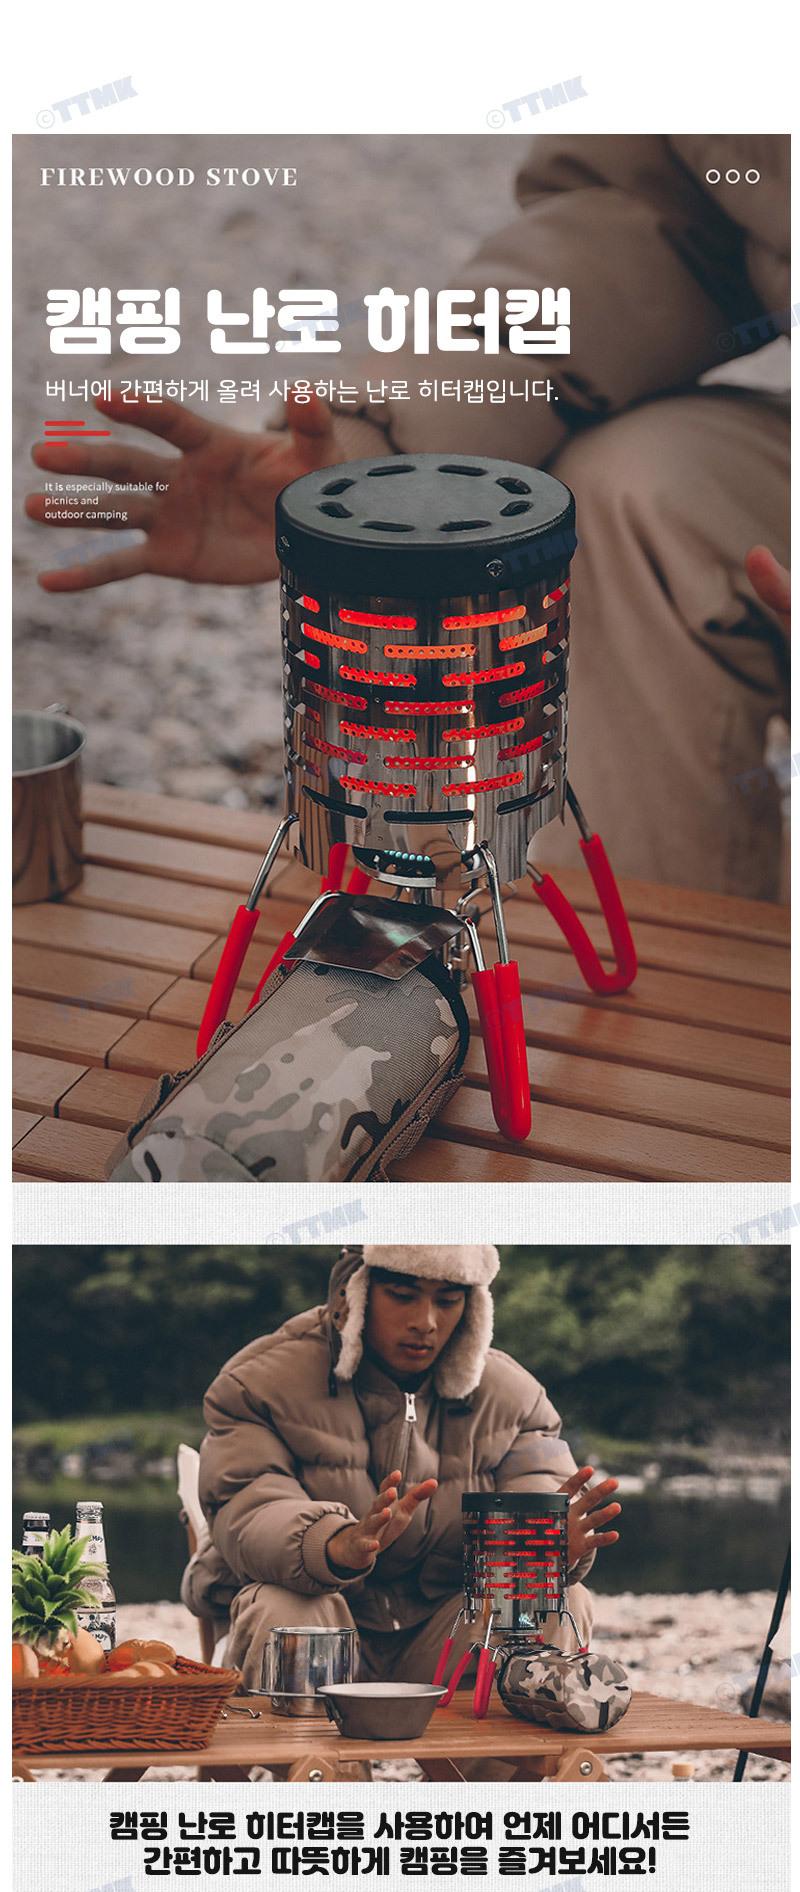 ©TTMK
©TTMK
FIREWOOD STOVE
캠핑 난로 히터캡
버너에 간편하게 올려 사용하는 난로 히터캡입니다.
It is especially suitable for
picnics and
outdoor camping
©TTMK
©TTMK
캠핑 난로 히터캡을 사용하여 언제 어디서든
간편하고 따뜻하게 캠핑을 즐겨보세요!